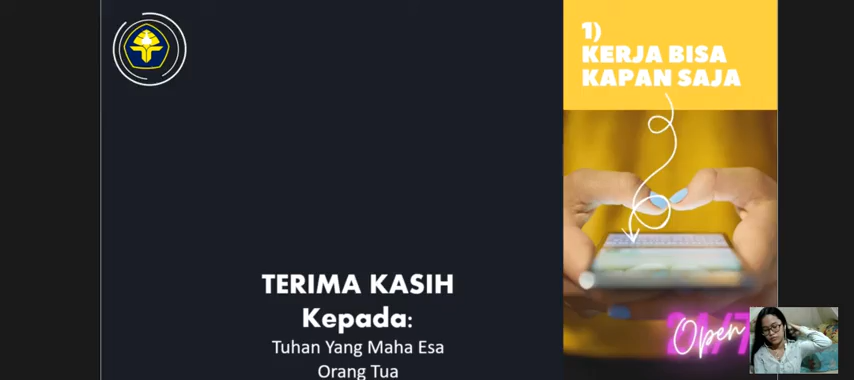 1)
KERJA BISA
KAPAN SAJA
TERIMA KASIH
Kepada:
Tuhan Yang Maha Esa
Orang Tua
24/7
Open